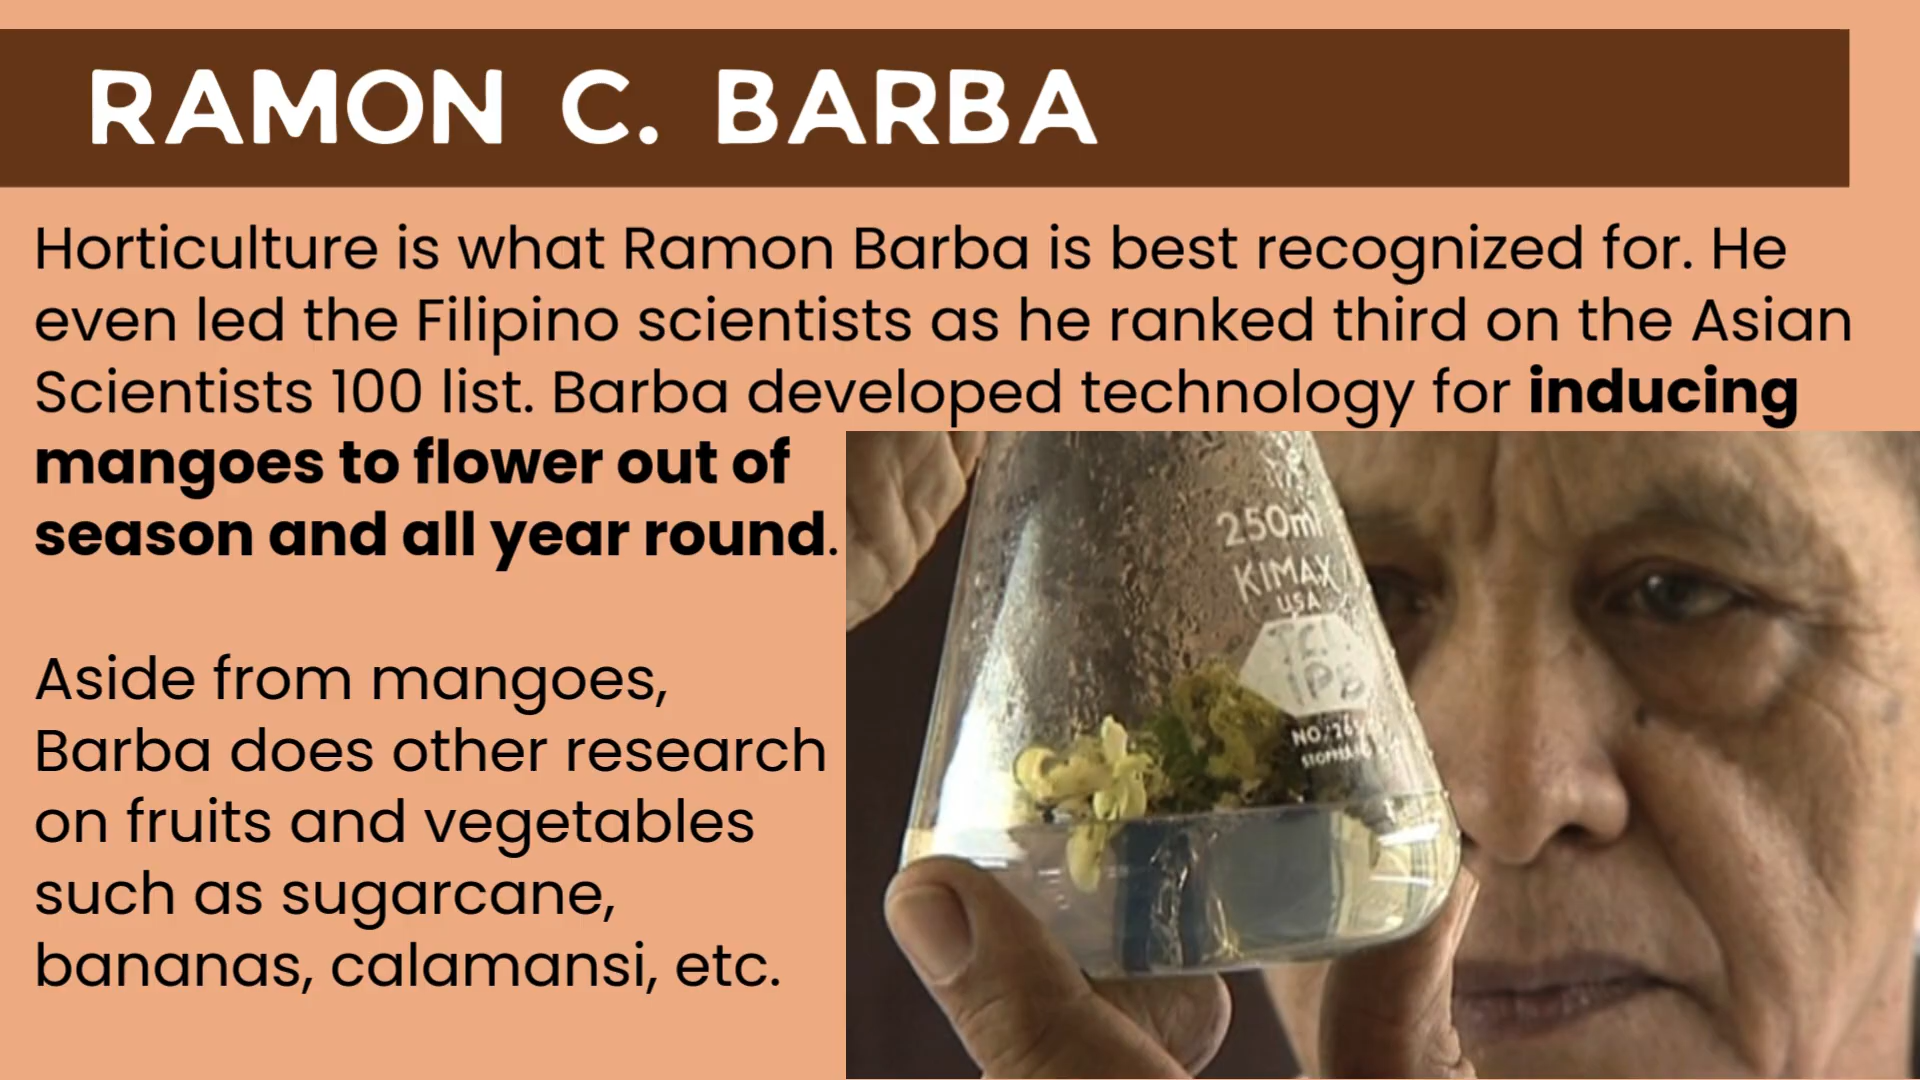 RAMON C. BARBA
Horticulture is what Ramon Barba is best recognized for. He
even led the Filipino scientists as he ranked third on the Asian
Scientists 100 list. Barba developed technology for inducing
mangoes to flower out of
season and all year round.
Aside from mangoes,
Barba does other research
on fruits and vegetables
such as sugarcane,
bananas, calamansi, etc.
250ml
KIMAX
USA